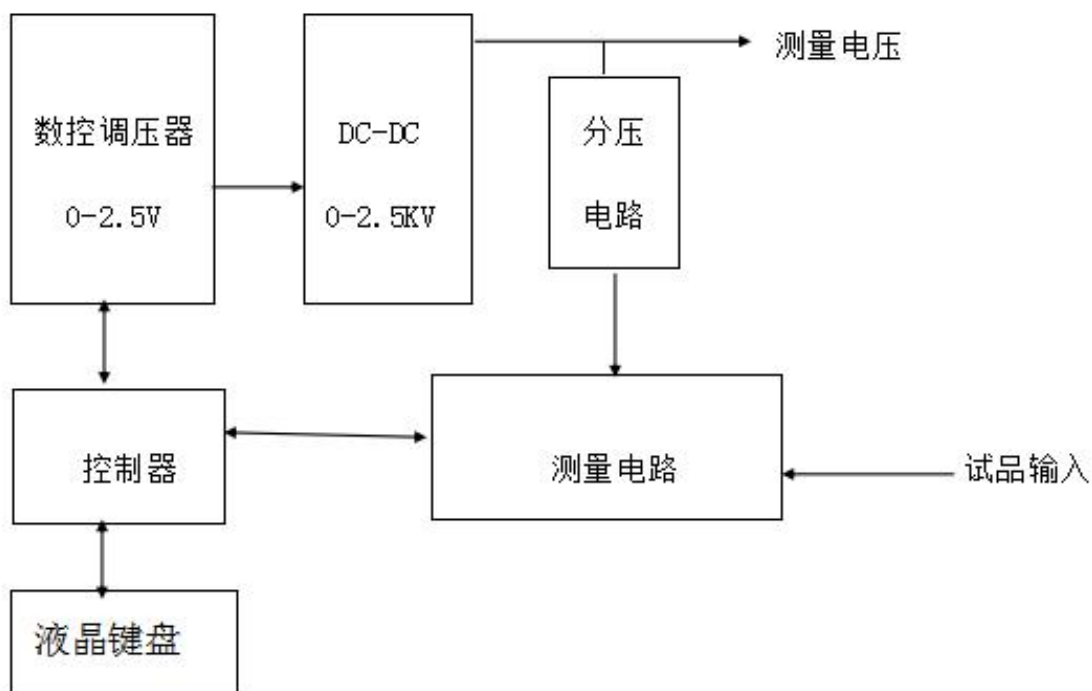 测量电压
数控调压器
0-2.5V
DC-DC
0-2.5KV
分压
电路
控制器
测量电路
试品输入
液晶键盘